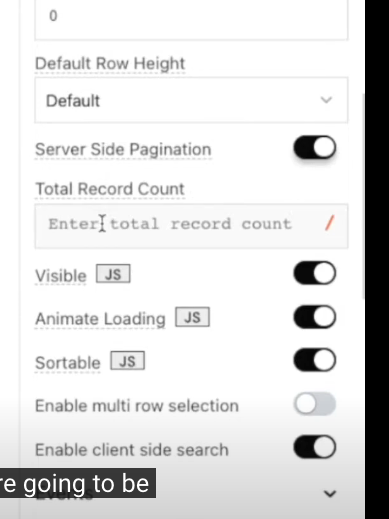 0
Default Row Height
Default
Server Side Pagination
Total Record Count
Enter total record count /
Visible JS
Animate Loading JS
Sortable JS
Enable multi row selection
Enable client side search
re going to be
Events